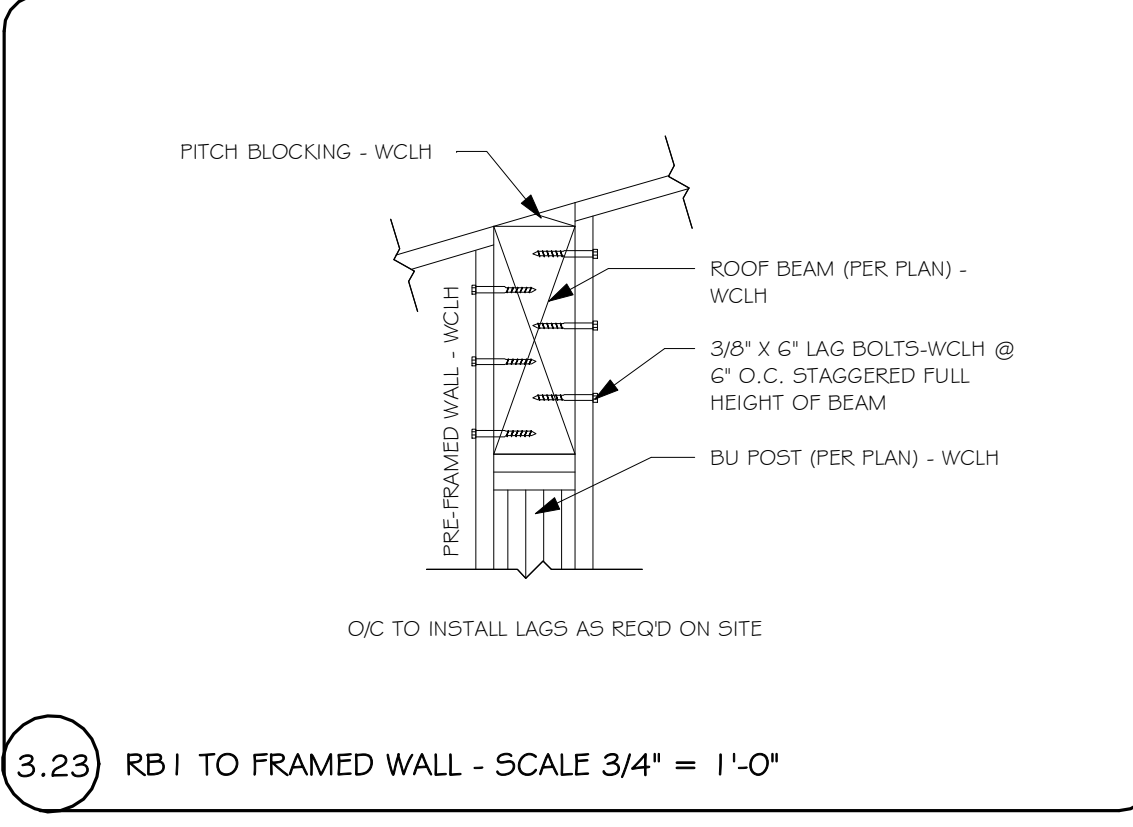 PITCH BLOCKING - WCLH
ROOF BEAM (PER PLAN) -
WCLH
PRE-FRAMED WALL - WCLH
3/8" X 6" LAG BOLTS-WCLH @
6" O.C. STAGGERED FULL
HEIGHT OF BEAM
BU POST (PER PLAN) - WCLH
O/C TO INSTALL LAGS AS REQ'D ON SITE
3.23 RB1 TO FRAMED WALL - SCALE 3/4" = 1'-0"